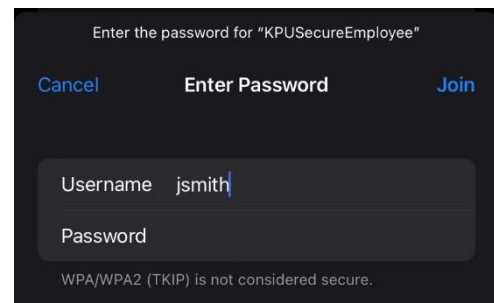 Enter the password for “KPUSecureEmployee”
Cancel Enter Password Join
Username jsmith
Password
WPA/WPA2 (TKIP) is not considered secure.